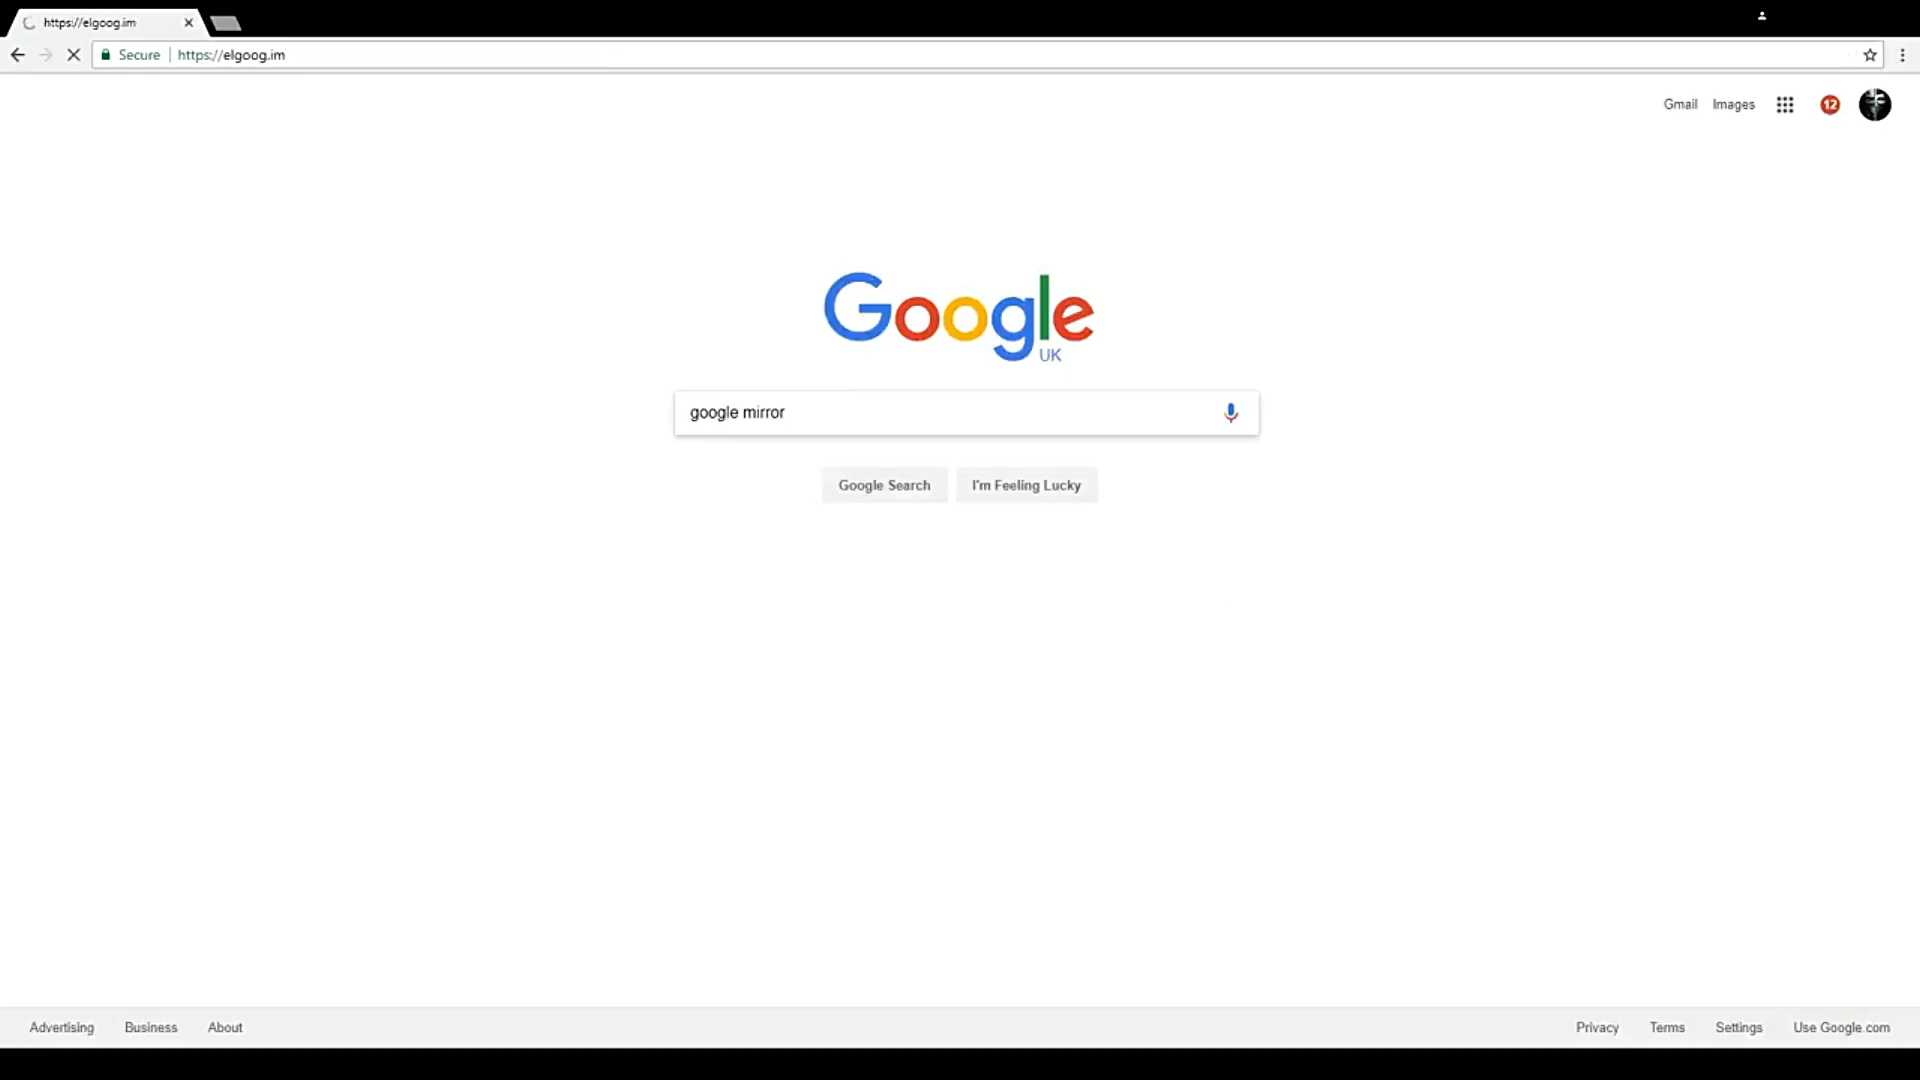 https://elgoog.im
Secure https://elgoog.im
Gmail Images 12
Google
UK
google mirror
Google Search I'm Feeling Lucky
Advertising Business About Privacy Terms Settings Use Google.com